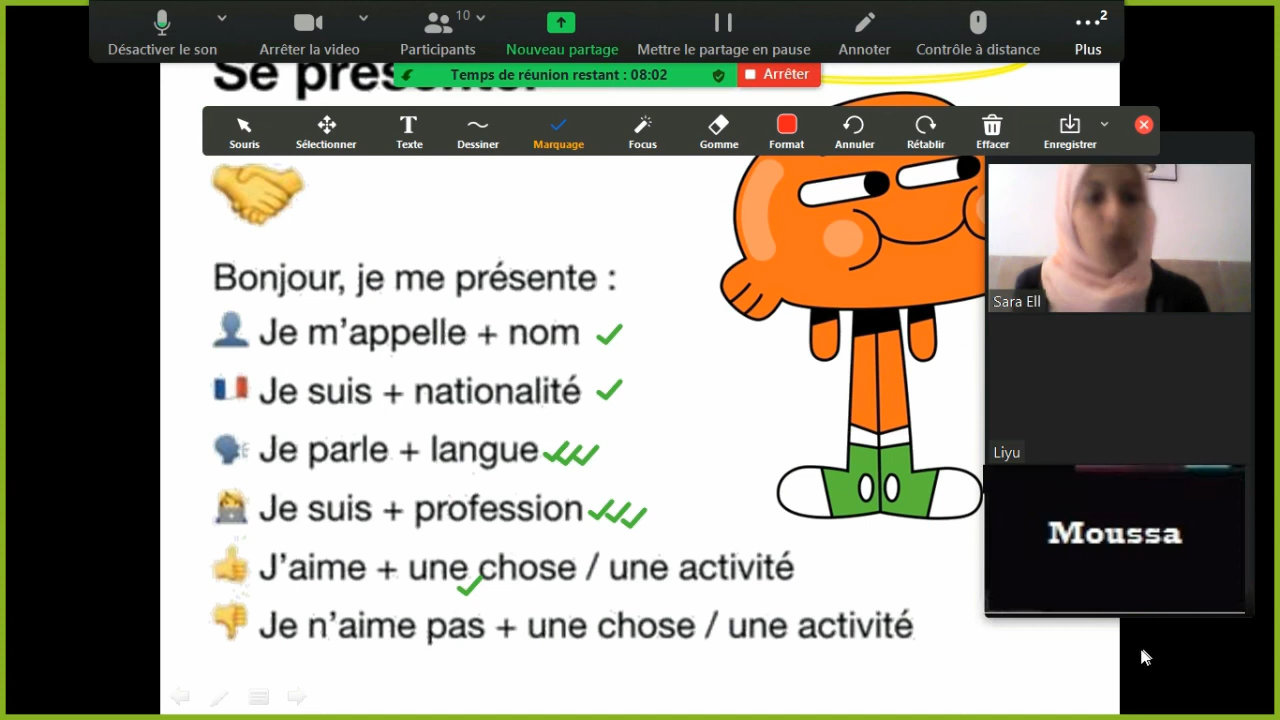 Désactiver le son Arrêter la video Participants 10 Nouveau partage Mettre le partage en pause Annoter Contrôle à distance Plus 2
Se présenter
Temps de réunion restant : 08:02 Arrêter
Souris Sélectionner Texte Dessiner Marquage Focus Gomme Format Annuler Rétablir Effacer Enregistrer
Bonjour, je me présente :
Je m'appelle + nom
Je suis + nationalité
Je parle + langue
Je suis + profession
J'aime + une chose / une activité
Je n'aime pas + une chose / une activité
Sara Ell
Liyu
Moussa